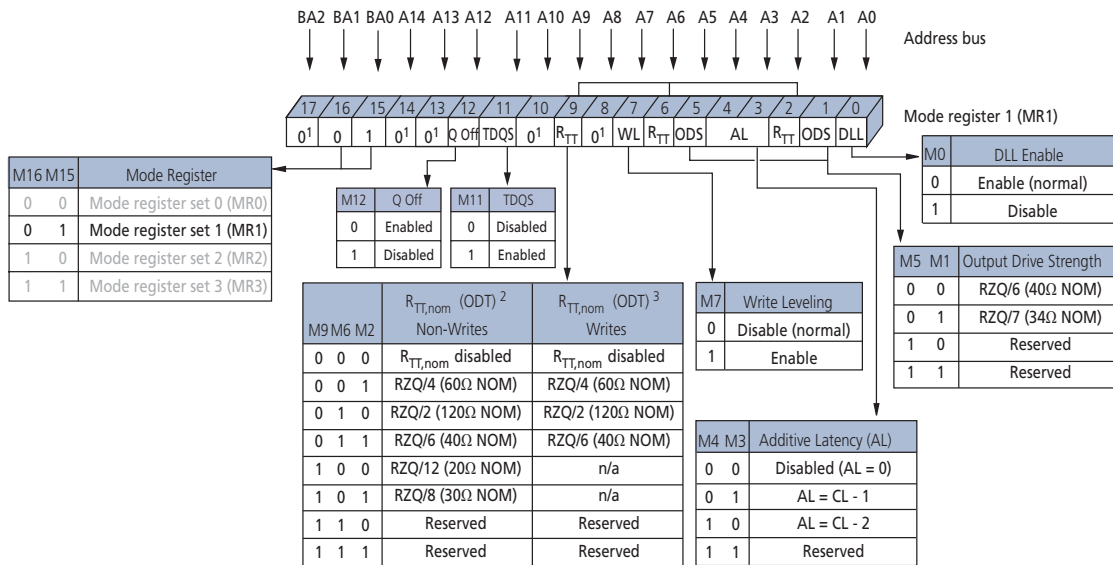 BA2 BA1 BA0 A14 A13 A12 A11 A10 A9 A8 A7 A6 A5 A4 A3 A2 A1 A0
Address bus
17 16 15 14 13 12 11 10 9 8 7 6 5 4 3 2 1 0
Mode register 1 (MR1)
0¹ 0 1 0¹ 0¹ Q Off TDQS 0¹ RTT 0¹ WL RTT ODS AL RTT ODS DLL
M16 M15 Mode Register
0 0 Mode register set 0 (MR0)
0 1 Mode register set 1 (MR1)
1 0 Mode register set 2 (MR2)
1 1 Mode register set 3 (MR3)
M12 Q Off
0 Enabled
1 Disabled
M11 TDQS
0 Disabled
1 Enabled
M0 DLL Enable
0 Enable (normal)
1 Disable
M5 M1 Output Drive Strength
0 0 RZQ/6 (40Ω NOM)
0 1 RZQ/7 (34Ω NOM)
1 0 Reserved
1 1 Reserved
M9 M6 M2 RTT,nom (ODT) ² Non-Writes RTT,nom (ODT) ³ Writes
0 0 0 RTT,nom disabled RTT,nom disabled
0 0 1 RZQ/4 (60Ω NOM) RZQ/4 (60Ω NOM)
0 1 0 RZQ/2 (120Ω NOM) RZQ/2 (120Ω NOM)
0 1 1 RZQ/6 (40Ω NOM) RZQ/6 (40Ω NOM)
1 0 0 RZQ/12 (20Ω NOM) n/a
1 0 1 RZQ/8 (30Ω NOM) n/a
1 1 0 Reserved Reserved
1 1 1 Reserved Reserved
M7 Write Leveling
0 Disable (normal)
1 Enable
M4 M3 Additive Latency (AL)
0 0 Disabled (AL = 0)
0 1 AL = CL - 1
1 0 AL = CL - 2
1 1 Reserved